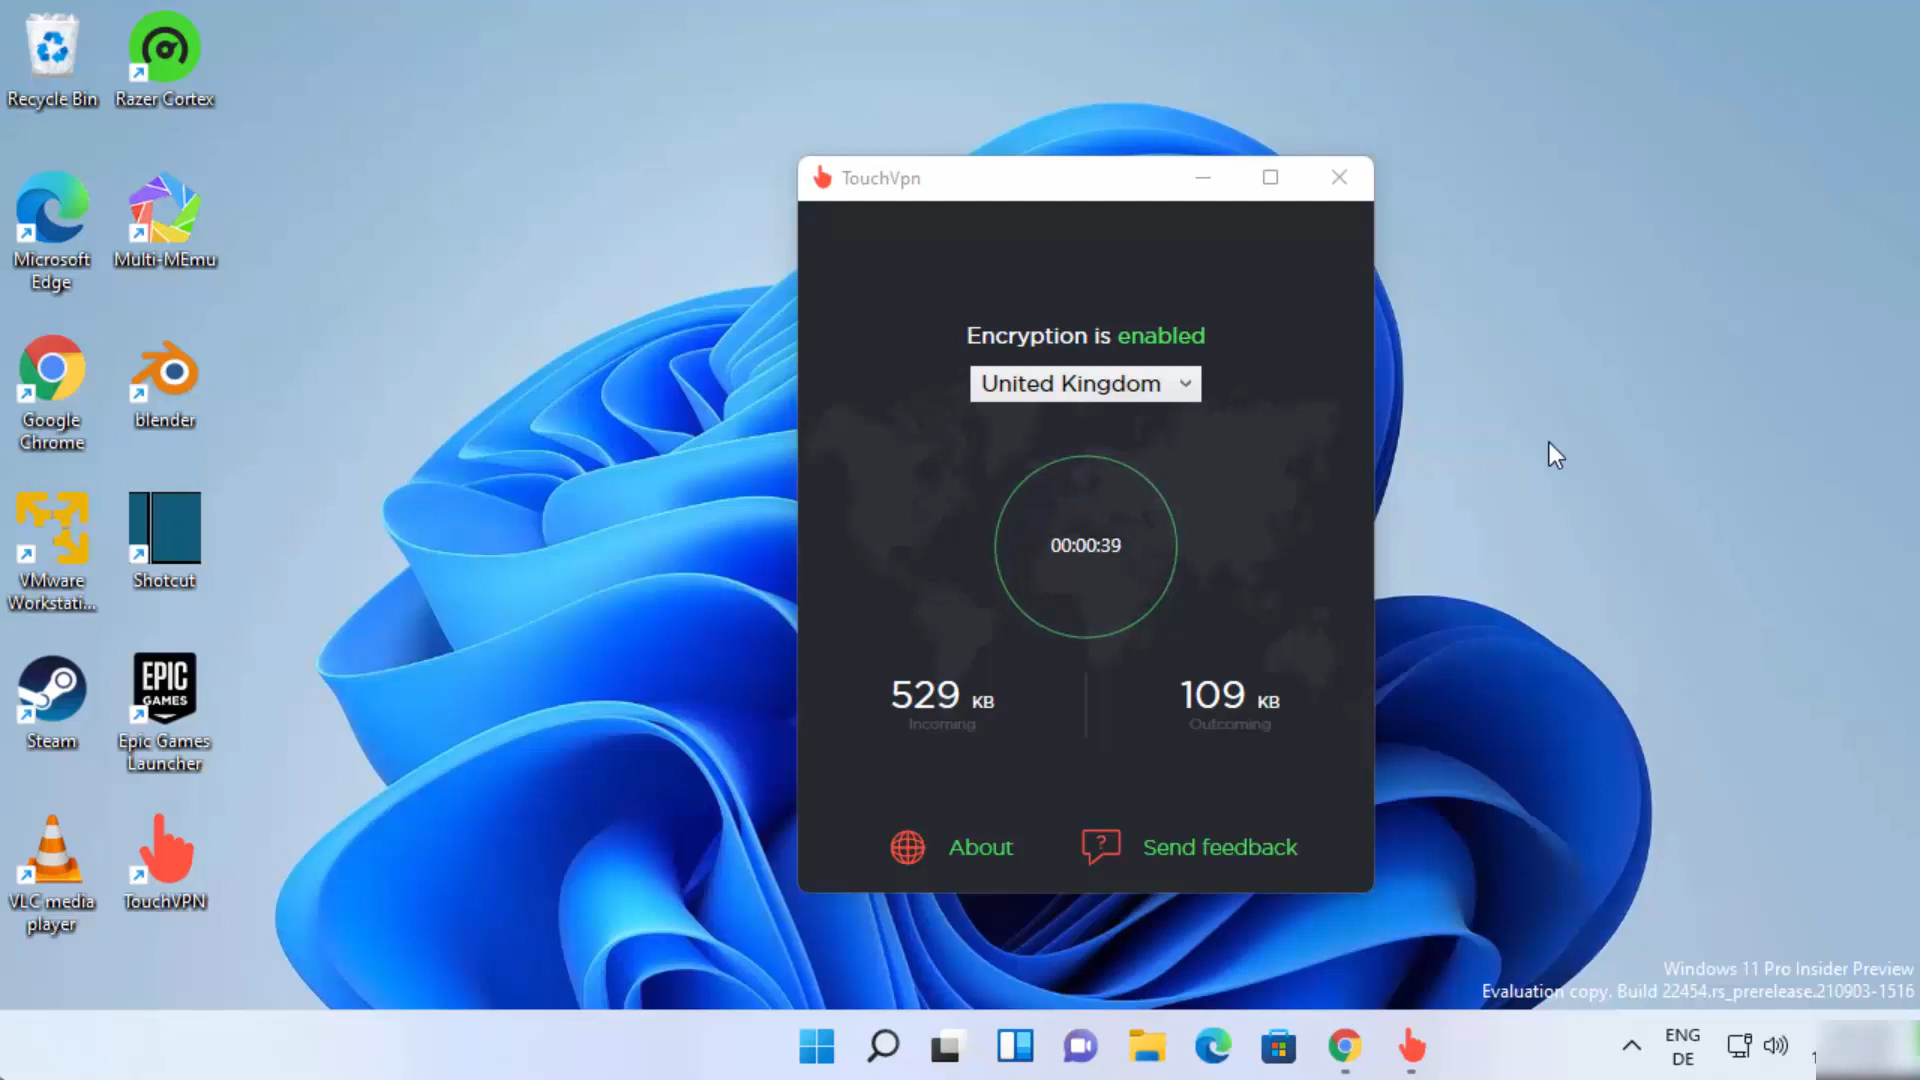 Recycle Bin
Razer Cortex
Microsoft
Edge
Multi-MEmu
Google
Chrome
blender
VMware
Workstati...
Shotcut
Steam
EPIC
GAMES
Epic Games
Launcher
VLC media
player
TouchVPN
TouchVpn
Encryption is enabled
United Kingdom
00:00:39
529 KB
Incoming
109 KB
Outcoming
About
Send feedback
Windows 11 Pro Insider Preview
Evaluation copy. Build 22454.rs_prerelease.210903-1516
ENG
DE